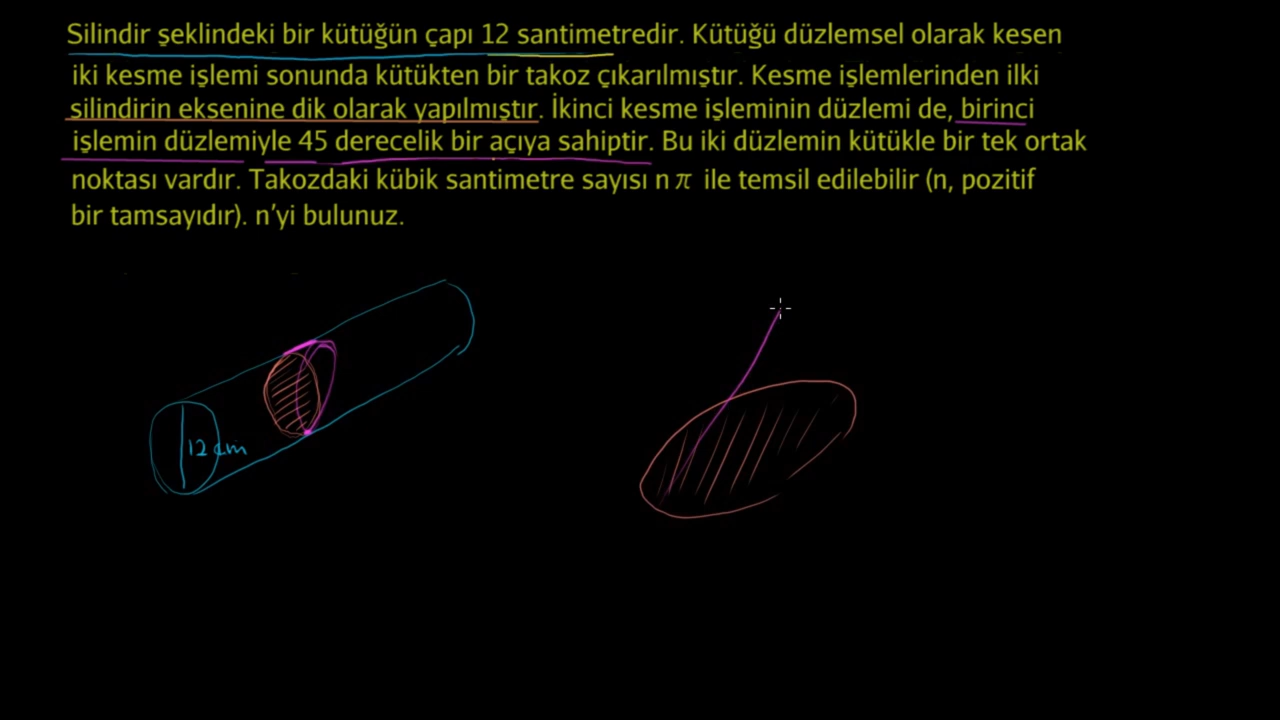 Silindir şeklindeki bir kütüğün çapı 12 santimetredir. Kütüğü düzlemsel olarak kesen
iki kesme işlemi sonunda kütükten bir takoz çıkarılmıştır. Kesme işlemlerinden ilki
silindirin eksenine dik olarak yapılmıştır. İkinci kesme işleminin düzlemi de, birinci
işlemin düzlemiyle 45 derecelik bir açıya sahiptir. Bu iki düzlemin kütükle bir tek ortak
noktası vardır. Takozdaki kübik santimetre sayısı n π ile temsil edilebilir (n, pozitif
bir tamsayıdır). n'yi bulunuz.
12 cm